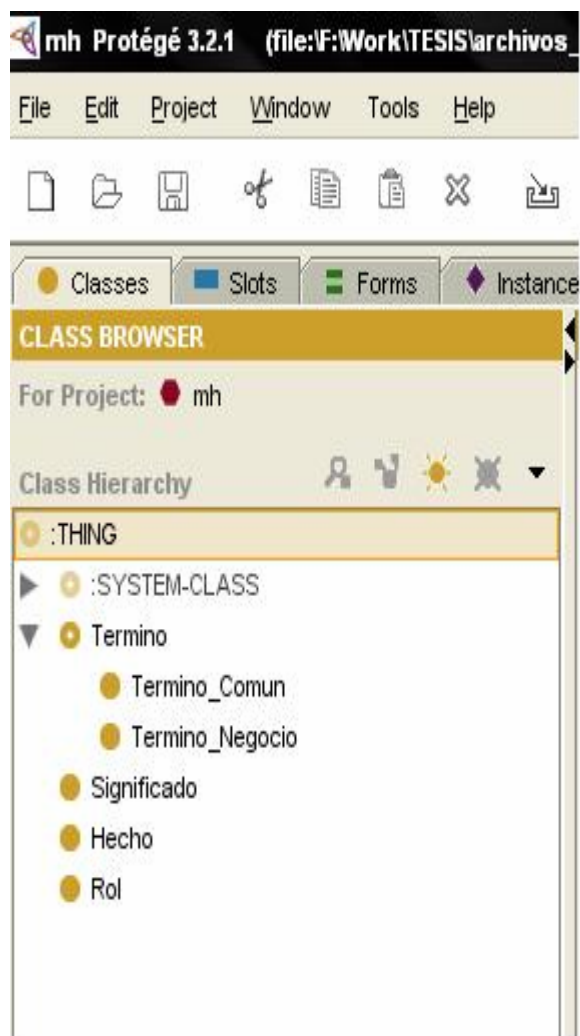 mh Protégé 3.2.1 (file:\F:\Work\TESIS\archivos_
File Edit Project Window Tools Help
Classes Slots Forms Instance
CLASS BROWSER
For Project: mh
Class Hierarchy
:THING
:SYSTEM-CLASS
Termino
Termino_Comun
Termino_Negocio
Significado
Hecho
Rol